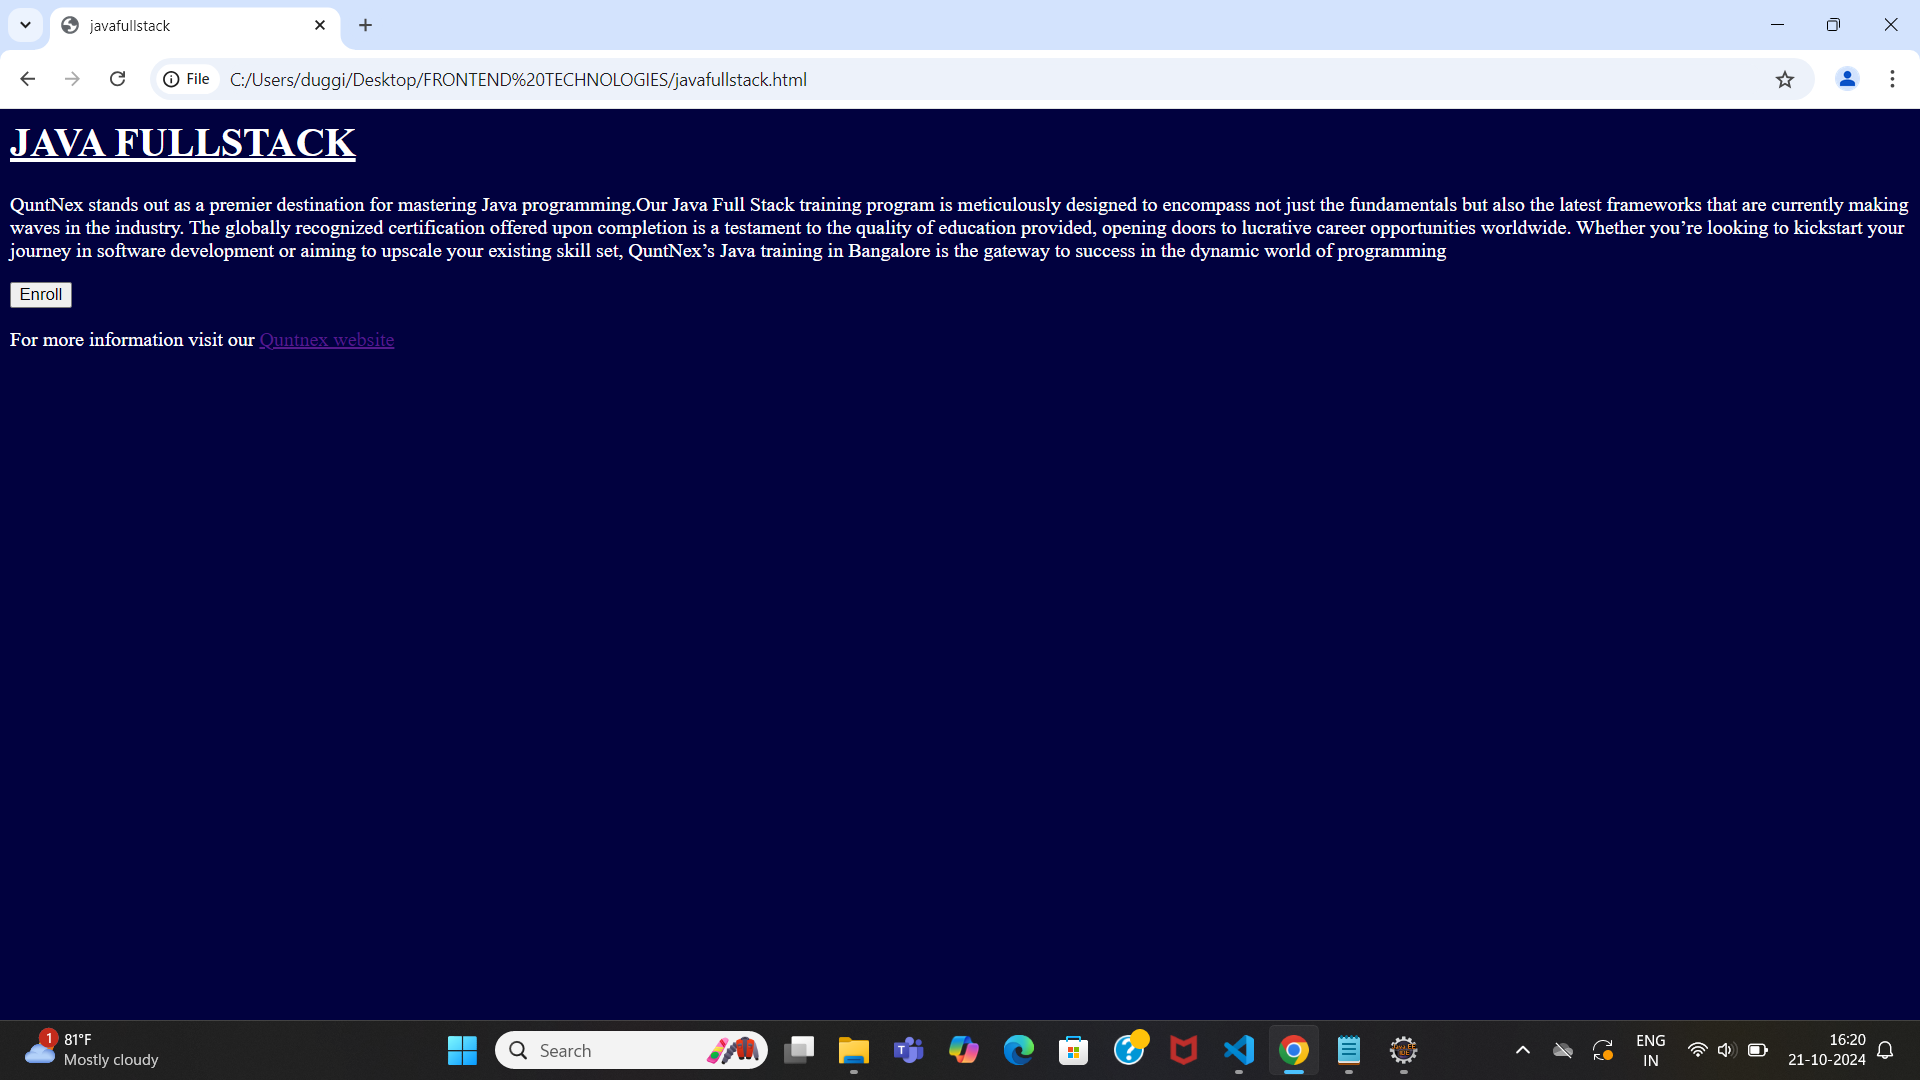 javafullstack
File C:/Users/duggi/Desktop/FRONTEND%20TECHNOLOGIES/javafullstack.html
JAVA FULLSTACK
QuntNex stands out as a premier destination for mastering Java programming.Our Java Full Stack training program is meticulously designed to encompass not just the fundamentals but also the latest frameworks that are currently making
waves in the industry. The globally recognized certification offered upon completion is a testament to the quality of education provided, opening doors to lucrative career opportunities worldwide. Whether you’re looking to kickstart your
journey in software development or aiming to upscale your existing skill set, QuntNex’s Java training in Bangalore is the gateway to success in the dynamic world of programming
Enroll
For more information visit our Quntnex website
1
81°F
Mostly cloudy
Search
ENG
IN
16:20
21-10-2024